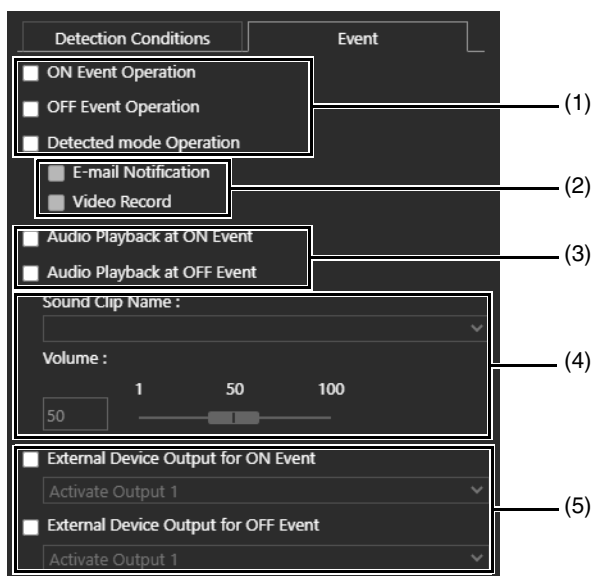 Detection Conditions Event
ON Event Operation
(1)
OFF Event Operation
Detected mode Operation
E-mail Notification
(2)
Video Record
Audio Playback at ON Event
(3)
Audio Playback at OFF Event
Sound Clip Name :
Volume :
(4)
1 50 100
50
External Device Output for ON Event
Activate Output 1
(5)
External Device Output for OFF Event
Activate Output 1